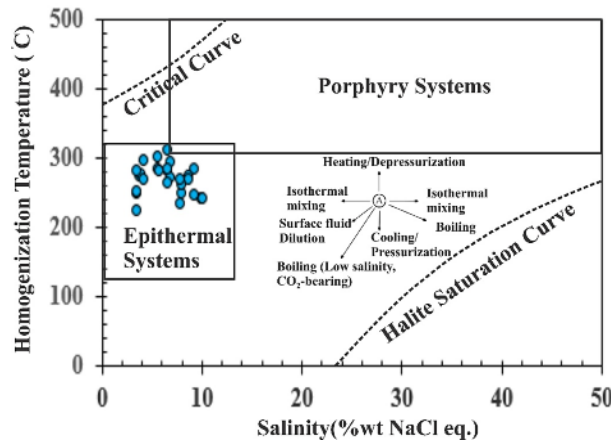 Homogenization Temperature (°C)
500
400
300
200
100
0
Critical Curve
Porphyry Systems
Epithermal
Systems
Heating/Depressurization
Isothermal
mixing
A
Isothermal
mixing
Surface fluid
Dilution
Boiling
Cooling/
Pressurization
Boiling (Low salinity,
CO₂-bearing)
Halite Saturation Curve
0
10
20
30
40
50
Salinity(%wt NaCl eq.)